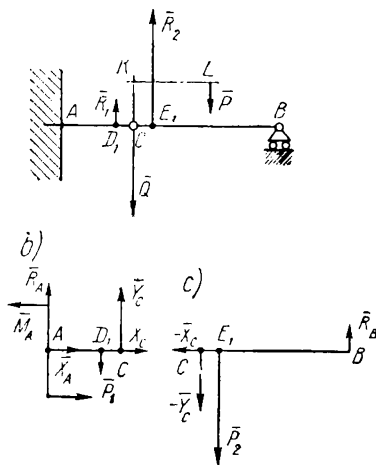 R̄₂
K L
R̄₁ P̄
A B
D₁ C E₁
Q̄
b) c)
R̄_A Ȳ_C
M̄_A A D₁ X_C -X̄_C E₁ R̄_B
X̄_A P̄₁ C C B
-Ȳ_C
P̄₂